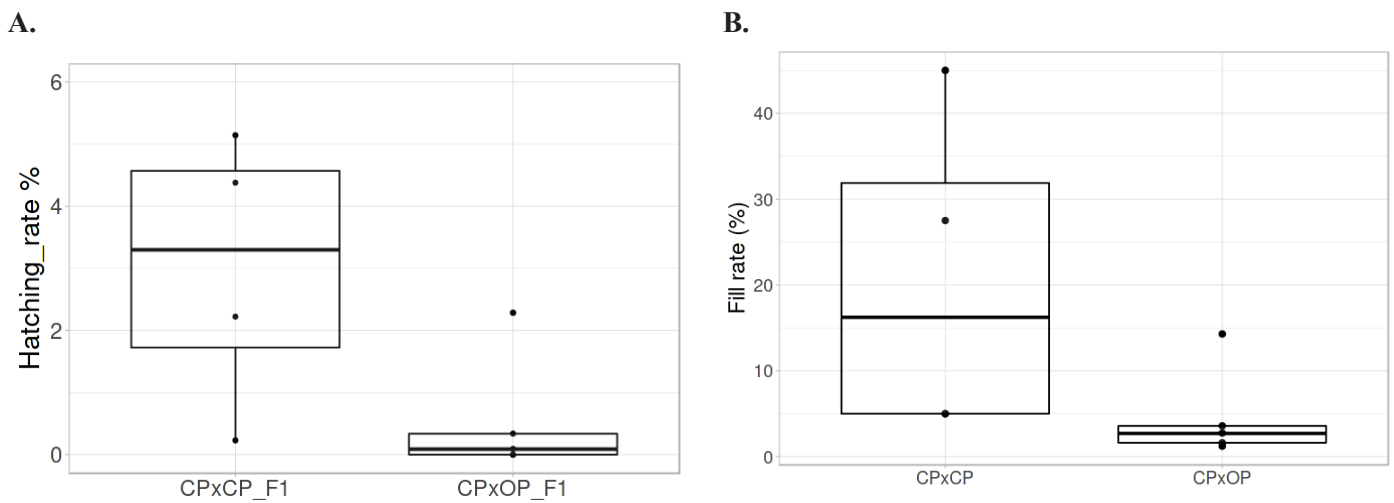 A.
Hatching_rate %
6
4
2
0
CPxCP_F1 CPxOP_F1
B.
Fill rate (%)
40
30
20
10
0
CPxCP CPxOP